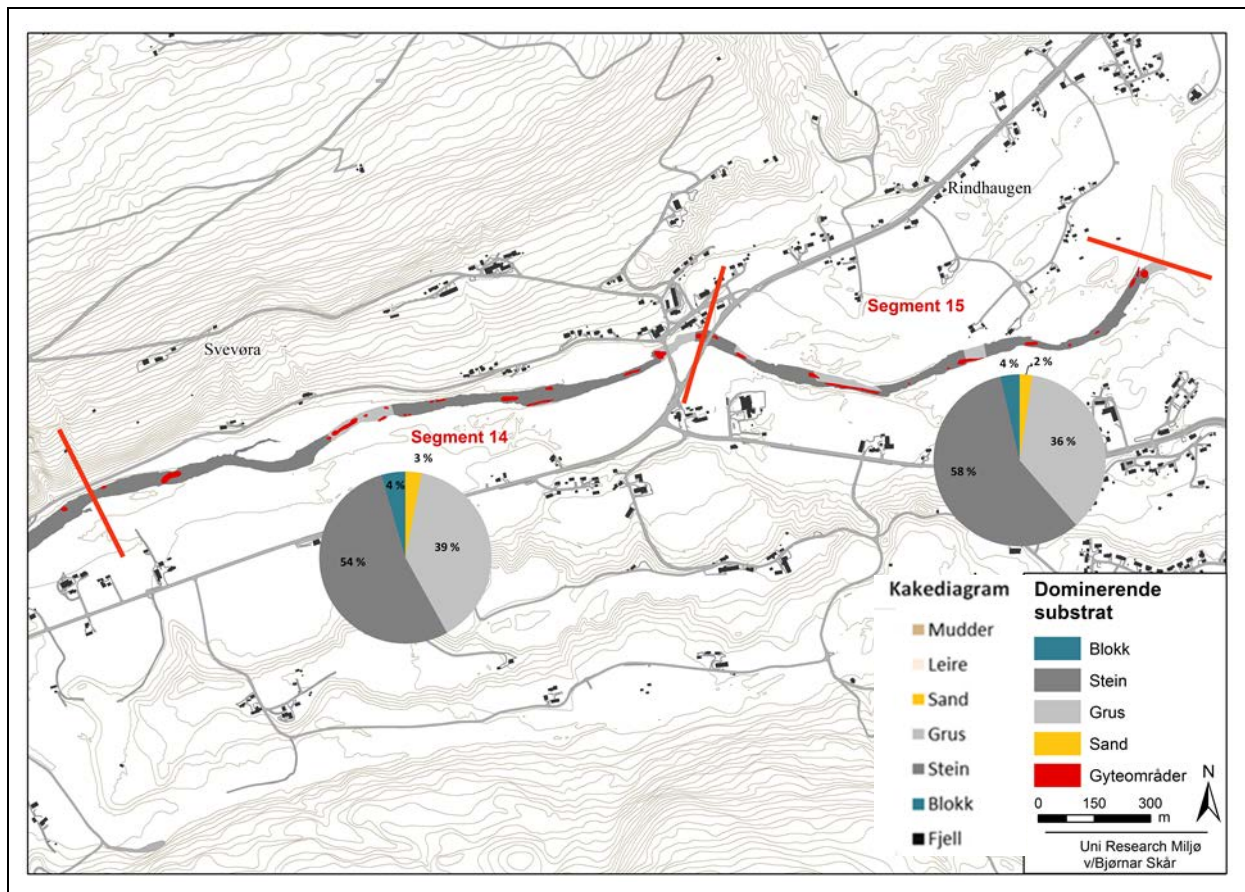 Rindhaugen
Segment 15
Svevøra
4 %
2 %
Segment 14
36 %
3 %
58 %
4 %
39 %
54 %
Kakediagram
Mudder
Leire
Sand
Grus
Stein
Blokk
Fjell
Dominerende
substrat
Blokk
Stein
Grus
Sand
Gyteområder
N
0 150 300
m
Uni Research Miljø
v/Bjørnar Skår